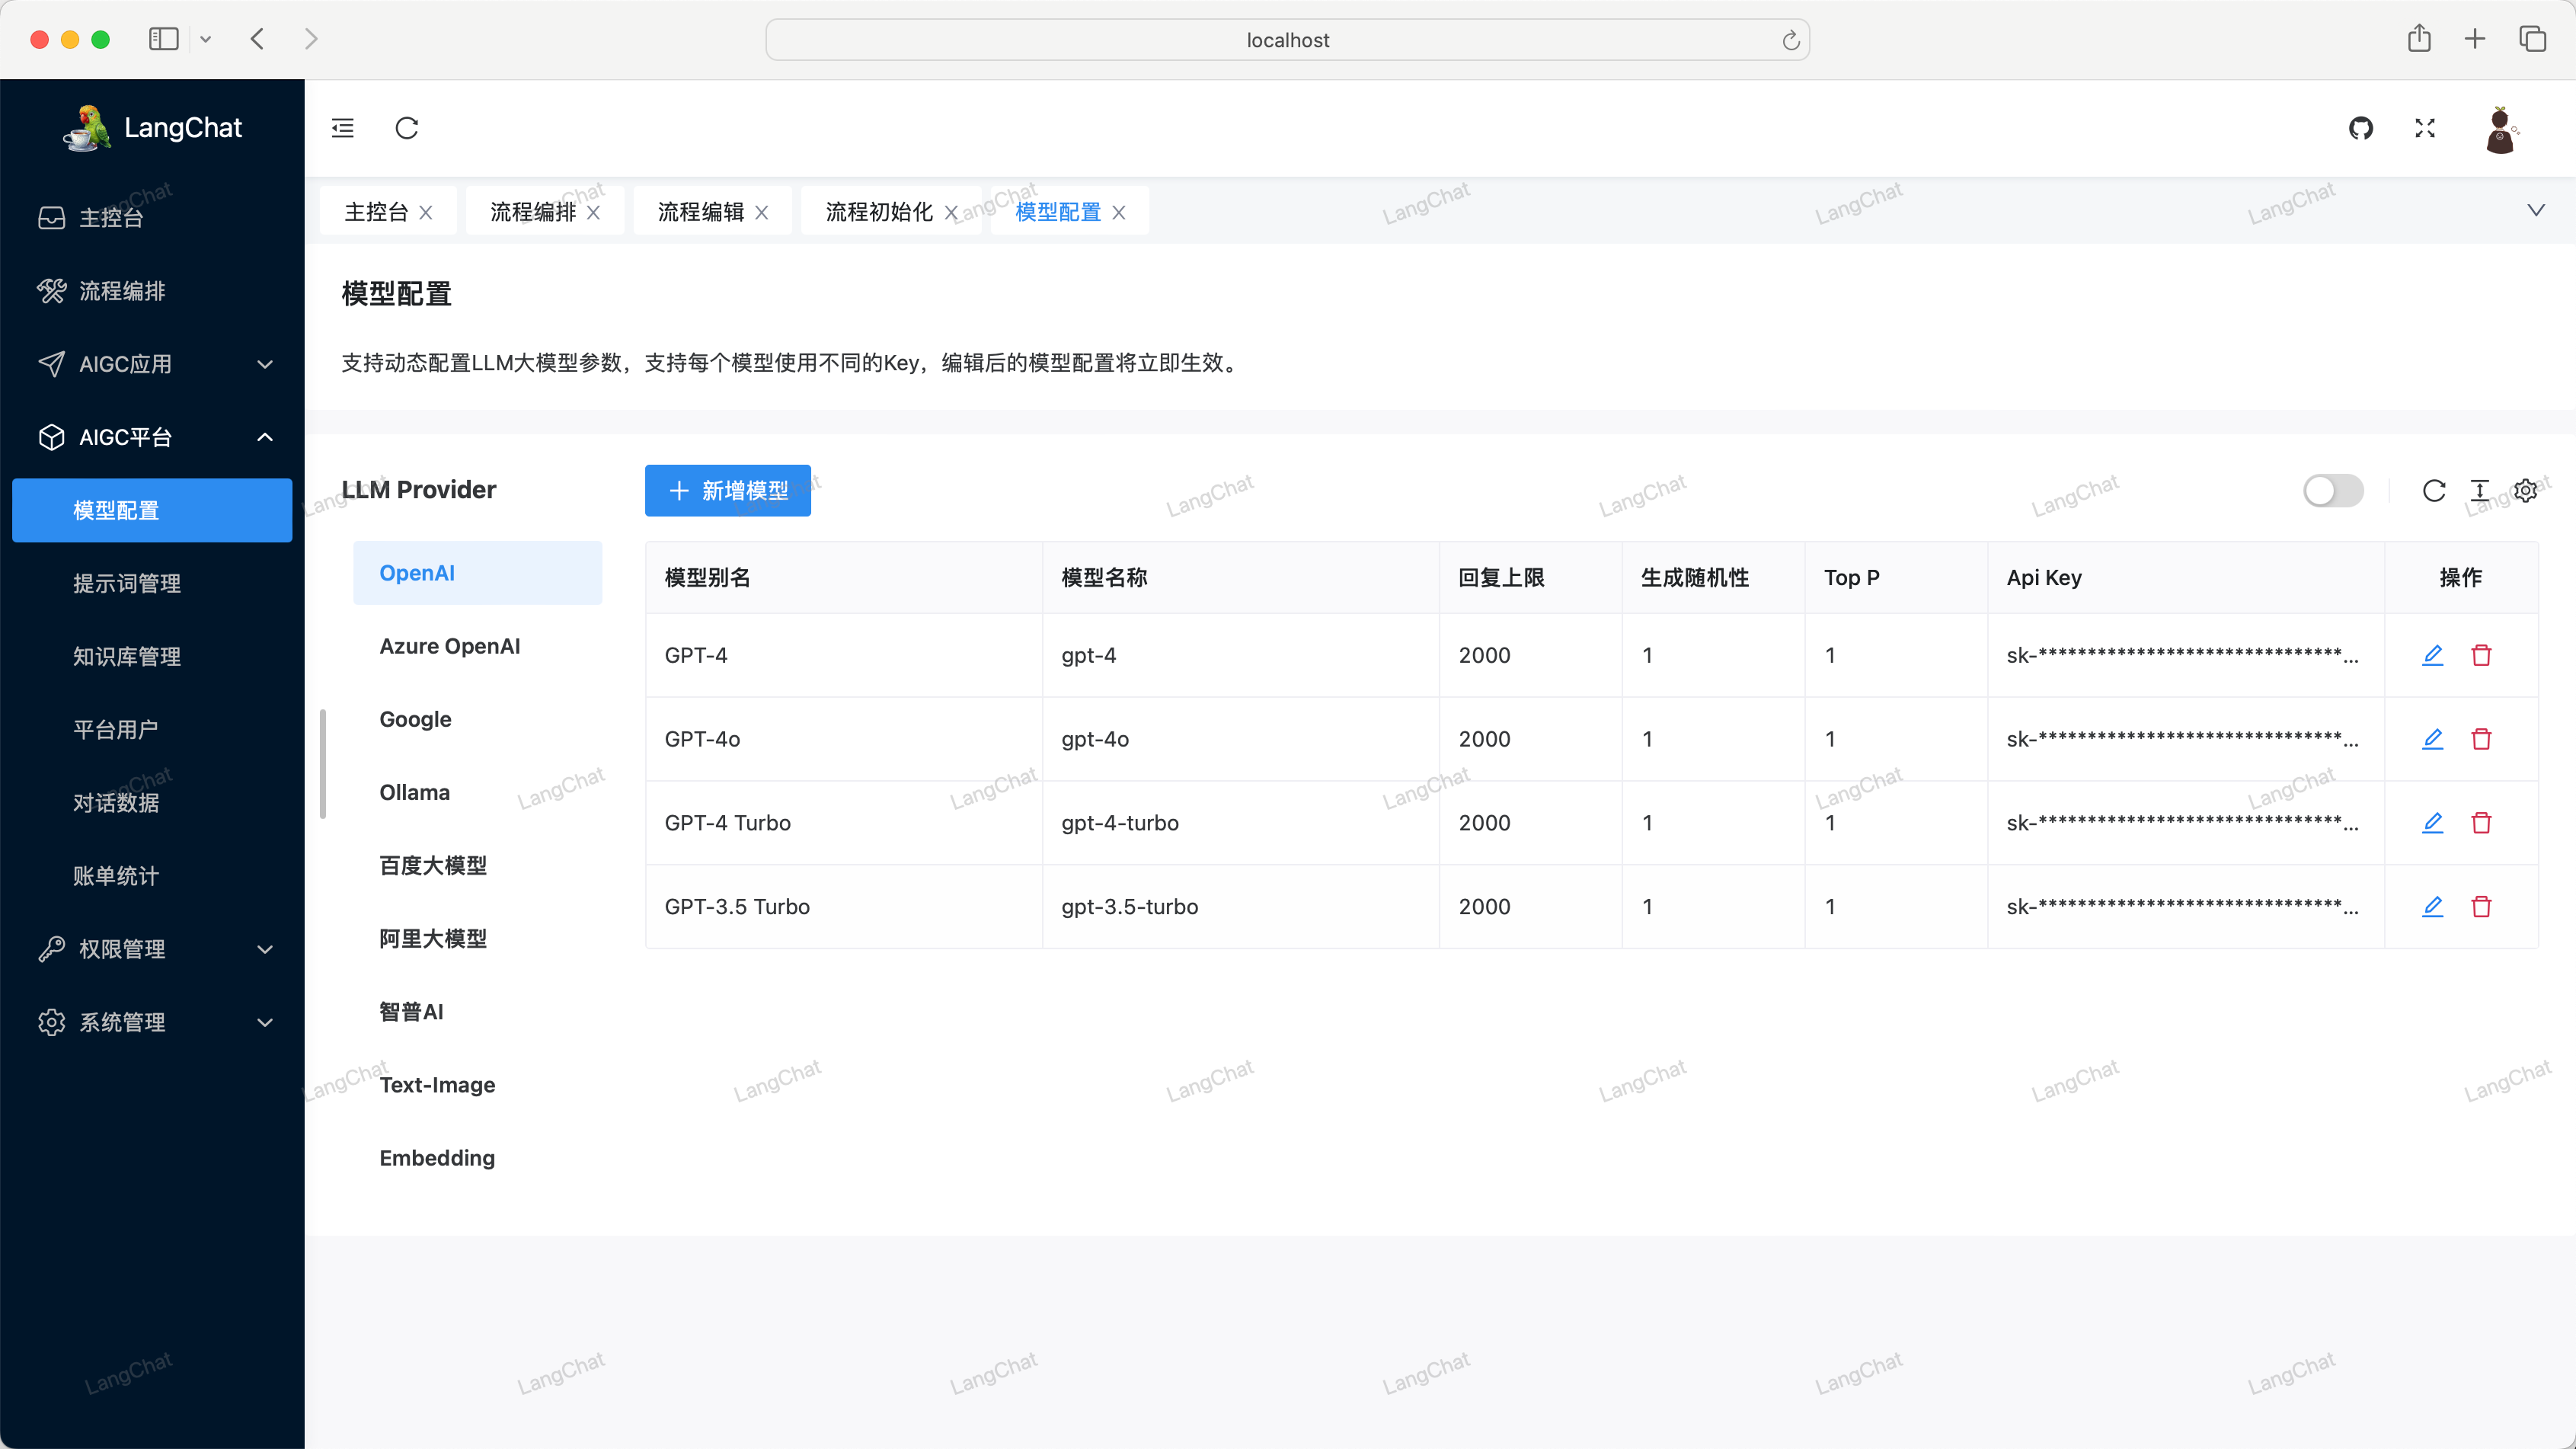 localhost
LangChat
主控台
流程编排
AIGC应用
AIGC平台
模型配置
提示词管理
知识库管理
平台用户
对话数据
账单统计
权限管理
系统管理
主控台 流程编排 流程编辑 流程初始化 模型配置
模型配置
支持动态配置LLM大模型参数，支持每个模型使用不同的Key，编辑后的模型配置将立即生效。
LLM Provider
OpenAI
Azure OpenAI
Google
Ollama
百度大模型
阿里大模型
智普AI
Text-Image
Embedding
新增模型
模型别名 模型名称 回复上限 生成随机性 Top P Api Key 操作
GPT-4 gpt-4 2000 1 1 sk-*******************************...
GPT-4o gpt-4o 2000 1 1 sk-*******************************...
GPT-4 Turbo gpt-4-turbo 2000 1 1 sk-*******************************...
GPT-3.5 Turbo gpt-3.5-turbo 2000 1 1 sk-*******************************...
LangChat